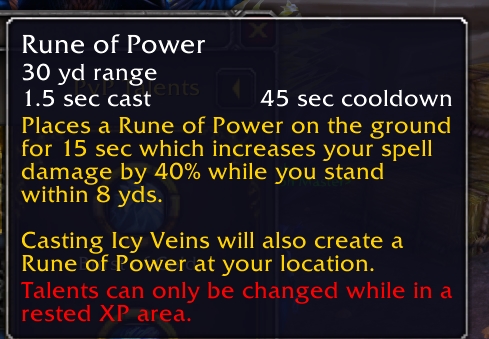 Rune of Power
30 yd range
1.5 sec cast 45 sec cooldown
Places a Rune of Power on the ground
for 15 sec which increases your spell
damage by 40% while you stand
within 8 yds.
Casting Icy Veins will also create a
Rune of Power at your location.
Talents can only be changed while in a
rested XP area.